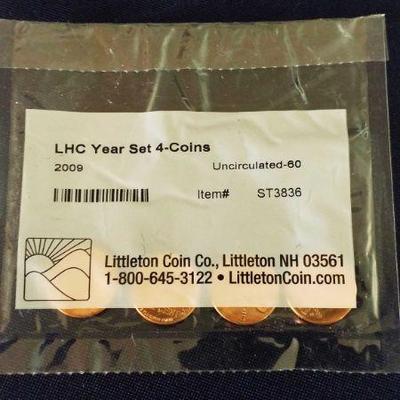 LHC Year Set 4-Coins
2009 Uncirculated-60
Item# ST3836
Littleton Coin Co., Littleton NH 03561
1-800-645-3122 • LittletonCoin.com